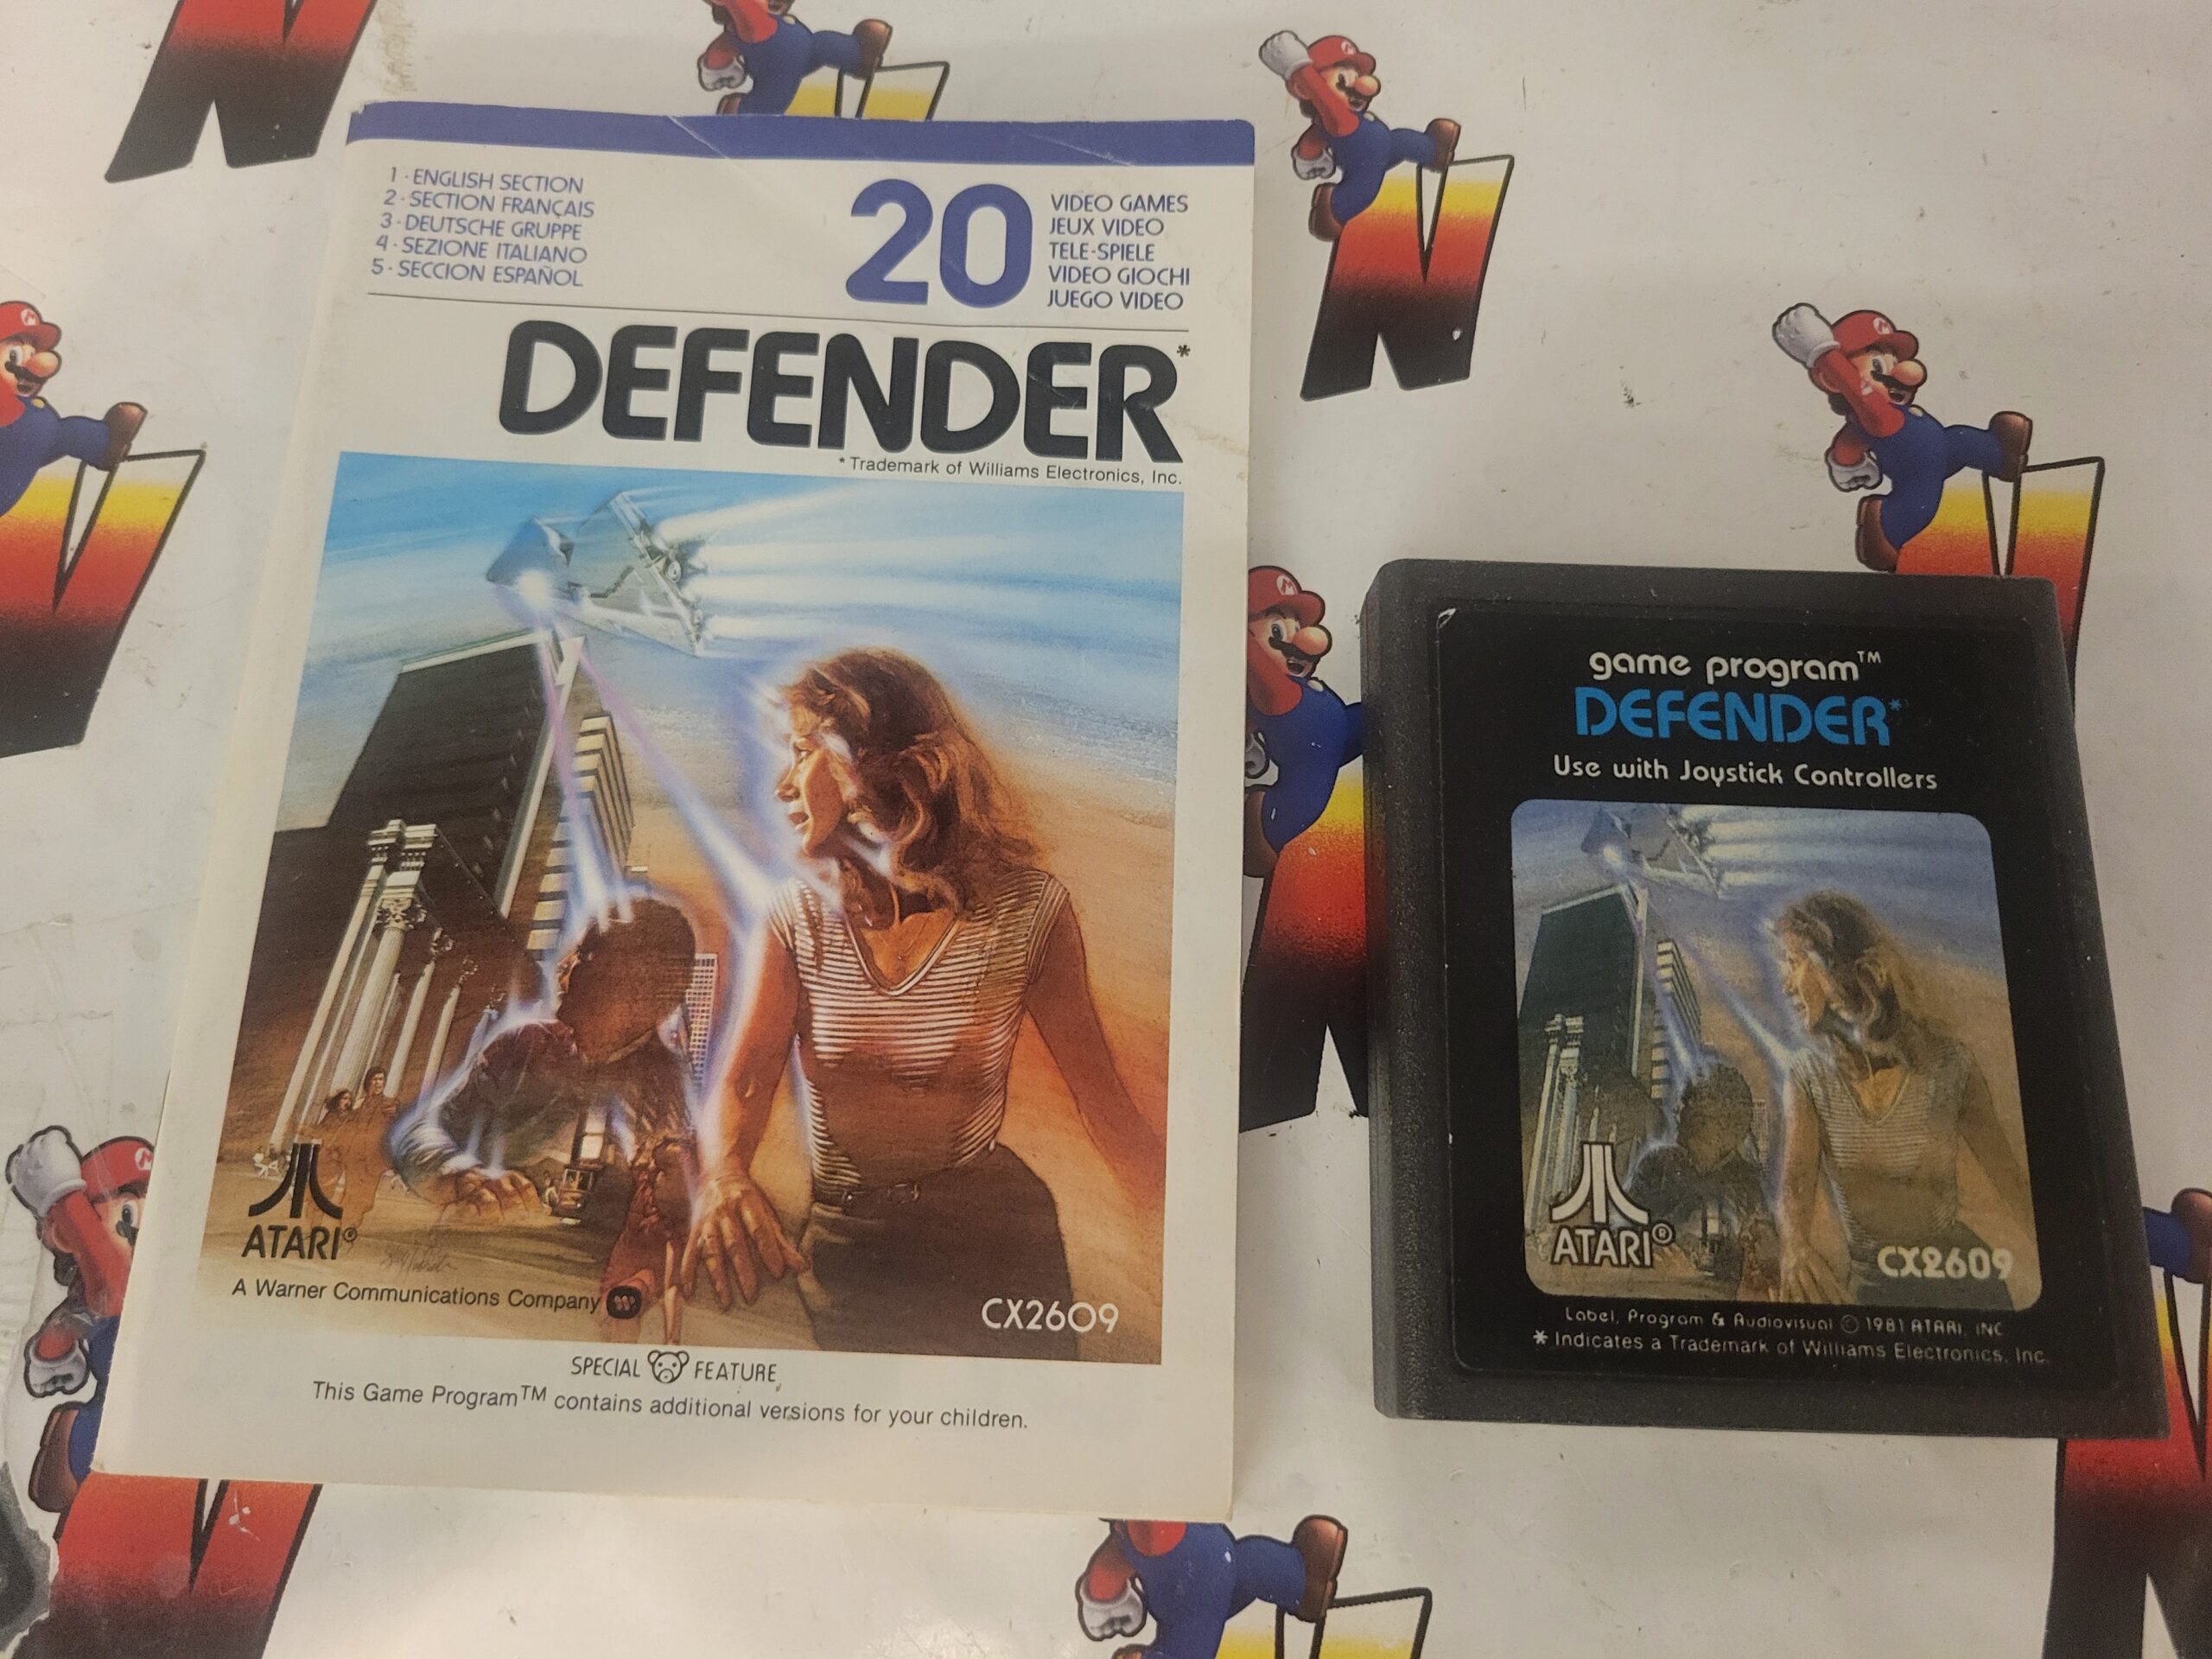 1 - ENGLISH SECTION
2 - SECTION FRANÇAIS
3 - DEUTSCHE GRUPPE
4 - SEZIONE ITALIANO
5 - SECCION ESPAÑOL
20
VIDEO GAMES
JEUX VIDEO
TELE-SPIELE
VIDEO GIOCHI
JUEGO VIDEO
DEFENDER*
* Trademark of Williams Electronics, Inc.
ATARI®
A Warner Communications Company
CX2609
SPECIAL FEATURE
This Game Program™ contains additional versions for your children.
game program™
DEFENDER*
Use with Joystick Controllers
ATARI®
CX2609
Label, Program & Audiovisual © 1981 ATARI, INC
* Indicates a Trademark of Williams Electronics, Inc.